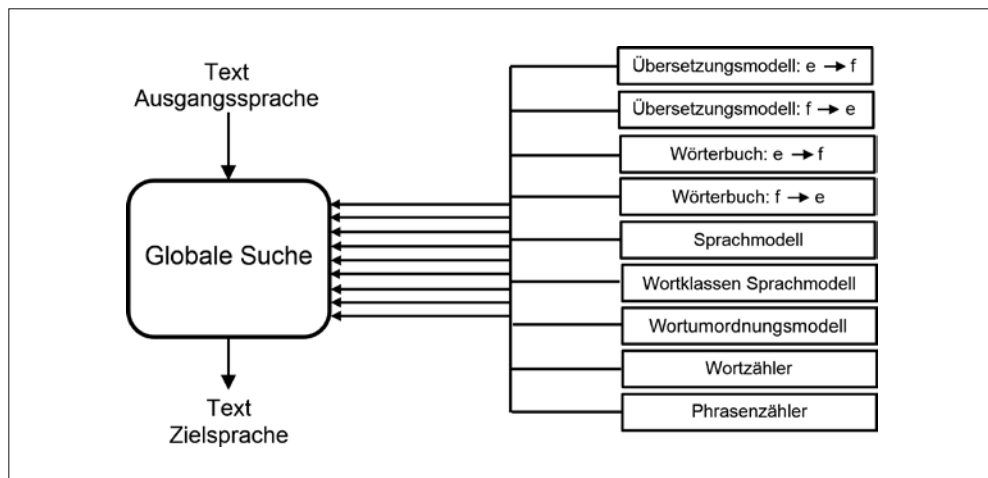 Text
Ausgangssprache
Globale Suche
Text
Zielsprache
Übersetzungsmodell: e → f
Übersetzungsmodell: f → e
Wörterbuch: e → f
Wörterbuch: f → e
Sprachmodell
Wortklassen Sprachmodell
Wortumordnungsmodell
Wortzähler
Phrasenzähler